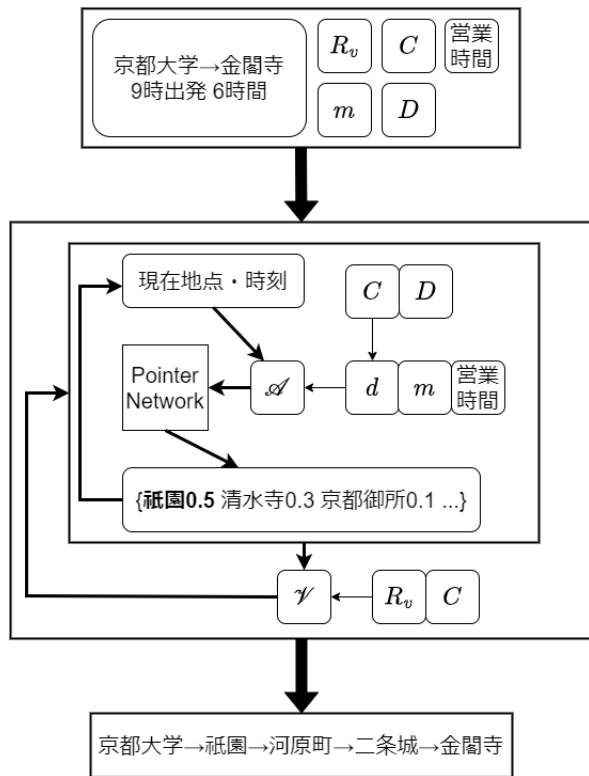 京都大学→金閣寺
9時出発 6時間
R_v C 営業時間
m D
現在地点・時刻
C D
Pointer
Network
𝒜
d m 営業時間
{祇園0.5 清水寺0.3 京都御所0.1 ...}
𝒱 R_v C
京都大学→祇園→河原町→二条城→金閣寺